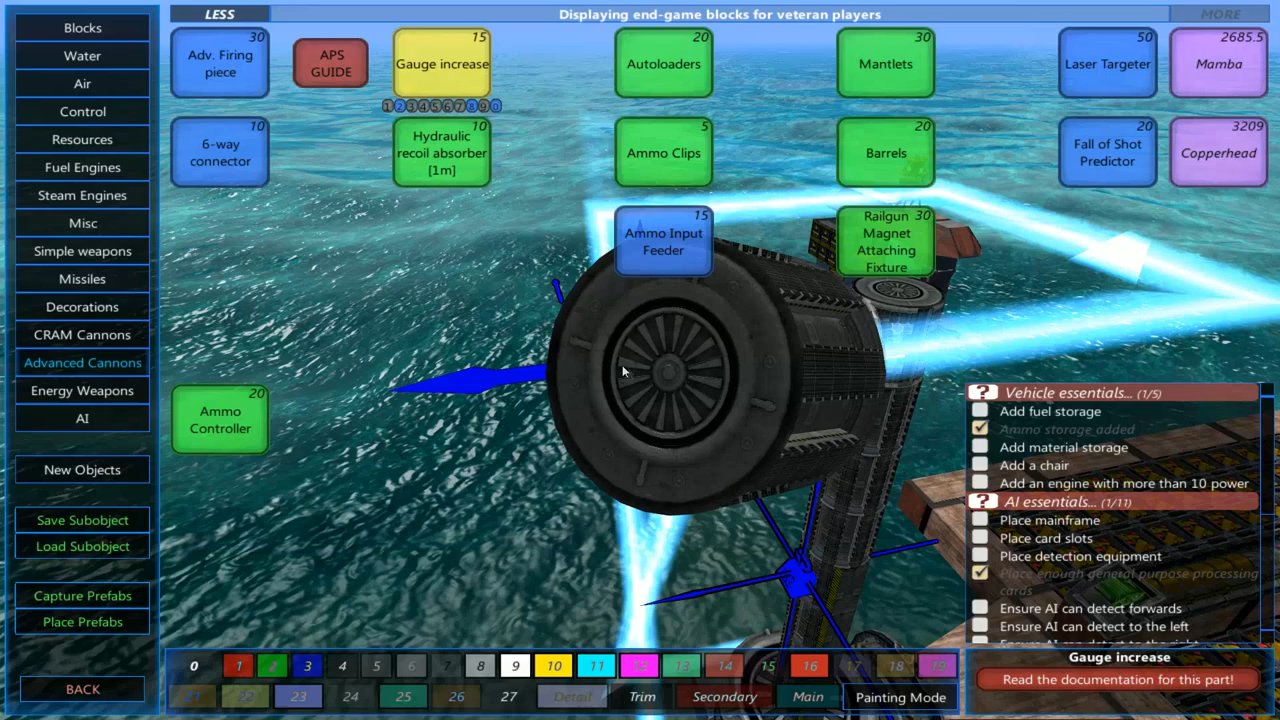 LESS
Displaying end-game blocks for veteran players
MORE
Blocks
Water
Air
Control
Resources
Fuel Engines
Steam Engines
Misc
Simple weapons
Missiles
Decorations
CRAM Cannons
Advanced Cannons
Energy Weapons
AI
New Objects
Save Subobject
Load Subobject
Capture Prefabs
Place Prefabs
BACK
30
Adv. Firing
piece
APS
GUIDE
15
Gauge increase
1 2 3 4 5 6 7 8 9 0
20
Autoloaders
30
Mantlets
50
Laser Targeter
2685.5
Mamba
10
6-way
connector
10
Hydraulic
recoil absorber
[1m]
5
Ammo Clips
20
Barrels
20
Fall of Shot
Predictor
3209
Copperhead
15
Ammo Input
Feeder
30
Railgun
Magnet
Attaching
Fixture
20
Ammo
Controller
? Vehicle essentials... (1/5)
Add fuel storage
Ammo storage added
Add material storage
Add a chair
Add an engine with more than 10 power
? AI essentials... (1/11)
Place mainframe
Place card slots
Place detection equipment
Place enough general purpose processing
cards
Ensure AI can detect forwards
Ensure AI can detect to the left
Ensure AI can detect to the right
Gauge increase
Read the documentation for this part!
0 1 2 3 4 5 6 7 8 9 10 11 12 13 14 15 16 17 18 19
21 22 23 24 25 26 27 Detail Trim Secondary Main Painting Mode